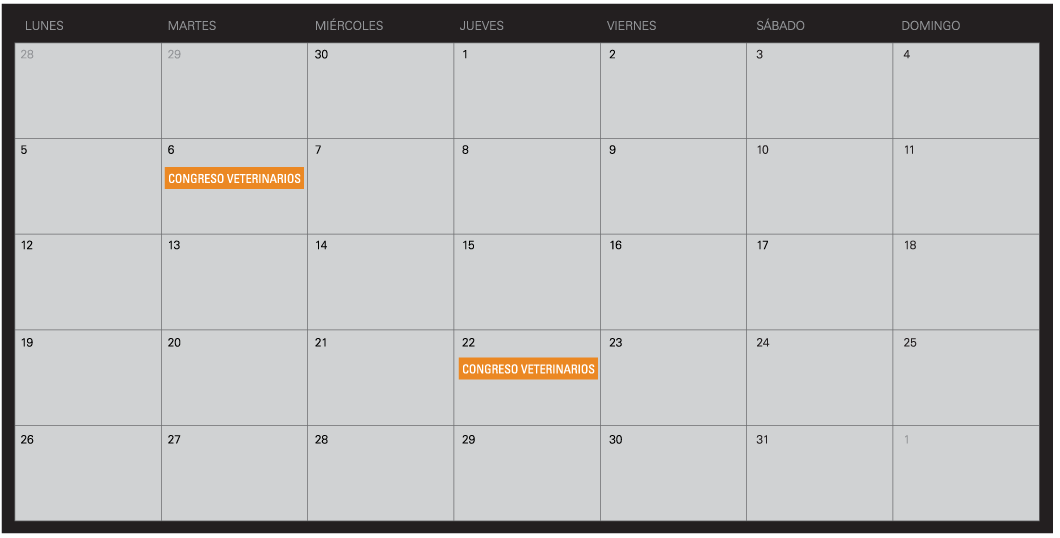 LUNES MARTES MIÉRCOLES JUEVES VIERNES SÁBADO DOMINGO
28 29 30 1 2 3 4
5 6 7 8 9 10 11
CONGRESO VETERINARIOS
12 13 14 15 16 17 18
19 20 21 22 23 24 25
CONGRESO VETERINARIOS
26 27 28 29 30 31 1